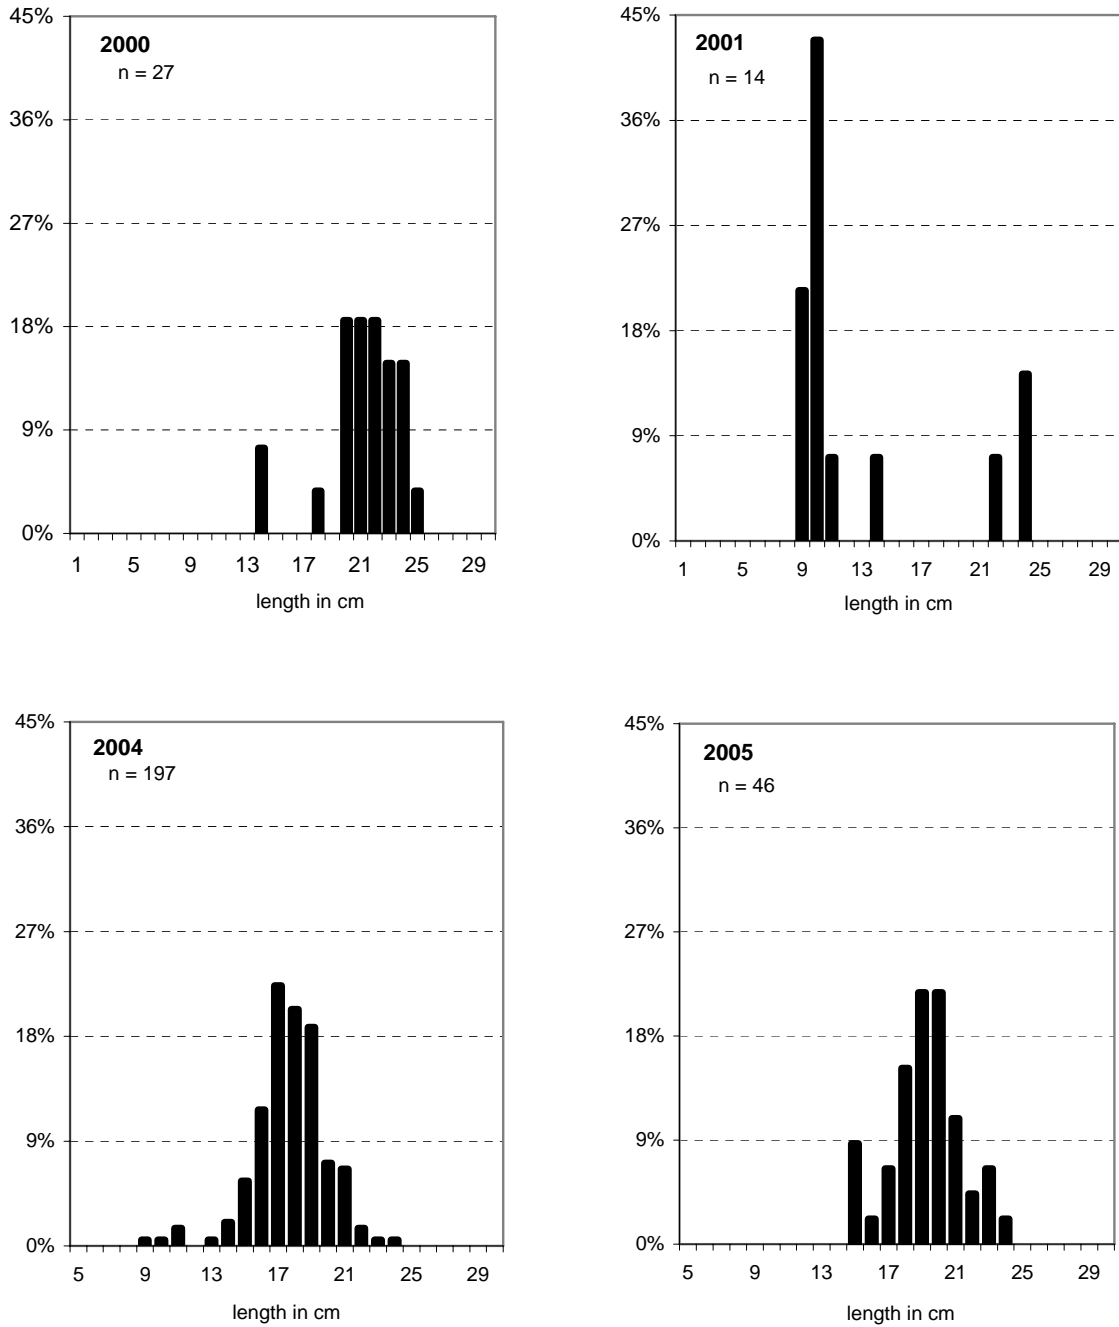 45%
2000
n = 27
36%
27%
18%
9%
0%
1 5 9 13 17 21 25 29
length in cm
45%
2001
n = 14
36%
27%
18%
9%
0%
1 5 9 13 17 21 25 29
length in cm
45%
2004
n = 197
36%
27%
18%
9%
0%
5 9 13 17 21 25 29
length in cm
45%
2005
n = 46
36%
27%
18%
9%
0%
5 9 13 17 21 25 29
length in cm